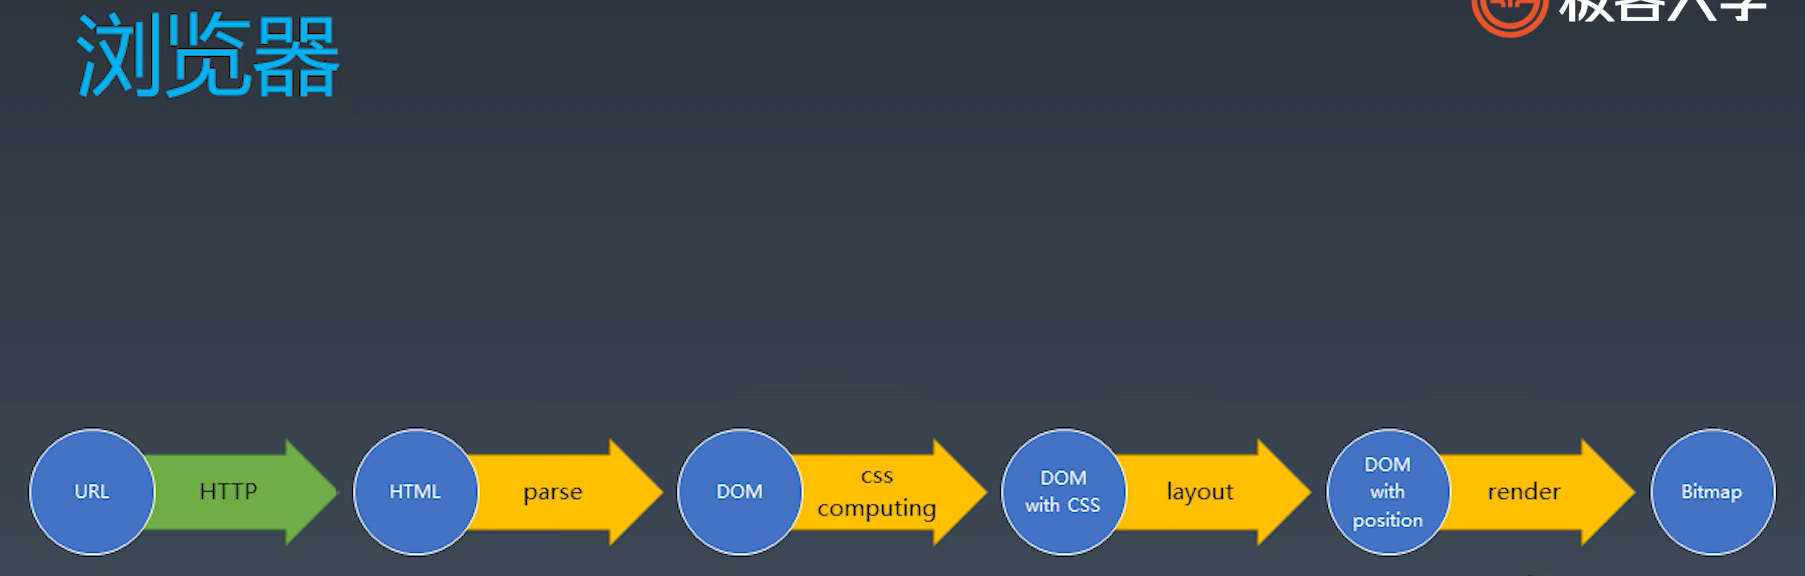 浏览器
极客大学
URL
HTTP
HTML
parse
DOM
css
computing
DOM
with CSS
layout
DOM
with
position
render
Bitmap